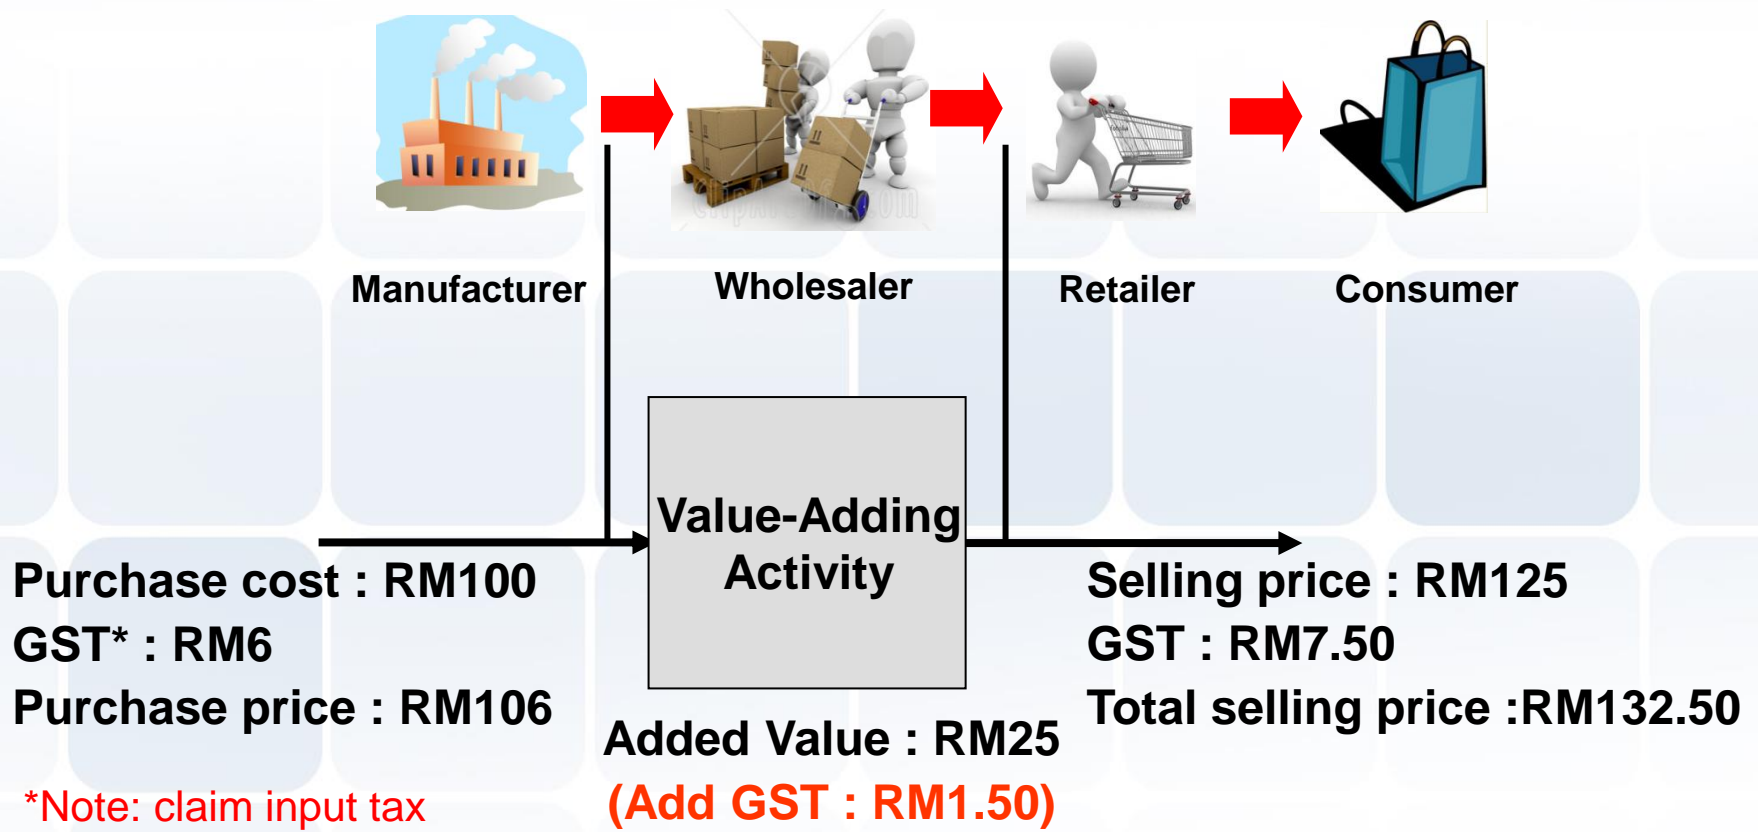 Manufacturer
Wholesaler
Retailer
Consumer
Value-Adding
Activity
Purchase cost : RM100
GST* : RM6
Purchase price : RM106
Added Value : RM25
(Add GST : RM1.50)
Selling price : RM125
GST : RM7.50
Total selling price :RM132.50
*Note: claim input tax